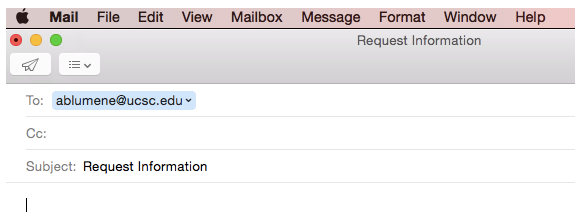 Mail File Edit View Mailbox Message Format Window Help
Request Information
To: ablumene@ucsc.edu
Cc:
Subject: Request Information